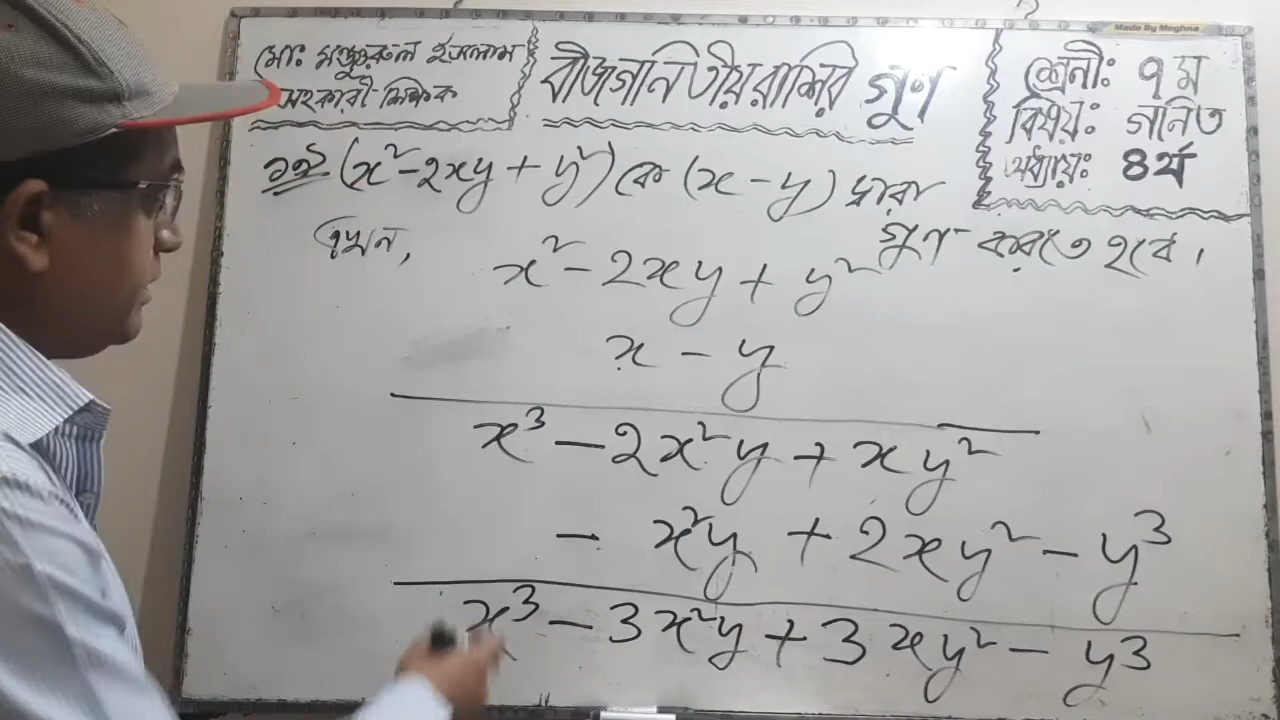 Made By Meghna
মোঃ মঞ্জুরুল ইসলাম
সহকারী শিক্ষক
বীজগানিতীয় রাশির গুণ
শ্রেনীঃ ৭ম
বিষয়ঃ গনিত
অধ্যায়ঃ ৪র্থ
(x² - 2xy + y²) কে (x - y) দ্বারা
গুণ করতে হবে।
এখন,
x² - 2xy + y²
x - y
x³ - 2x²y + xy²
- x²y + 2xy² - y³
x³ - 3x²y + 3xy² - y³